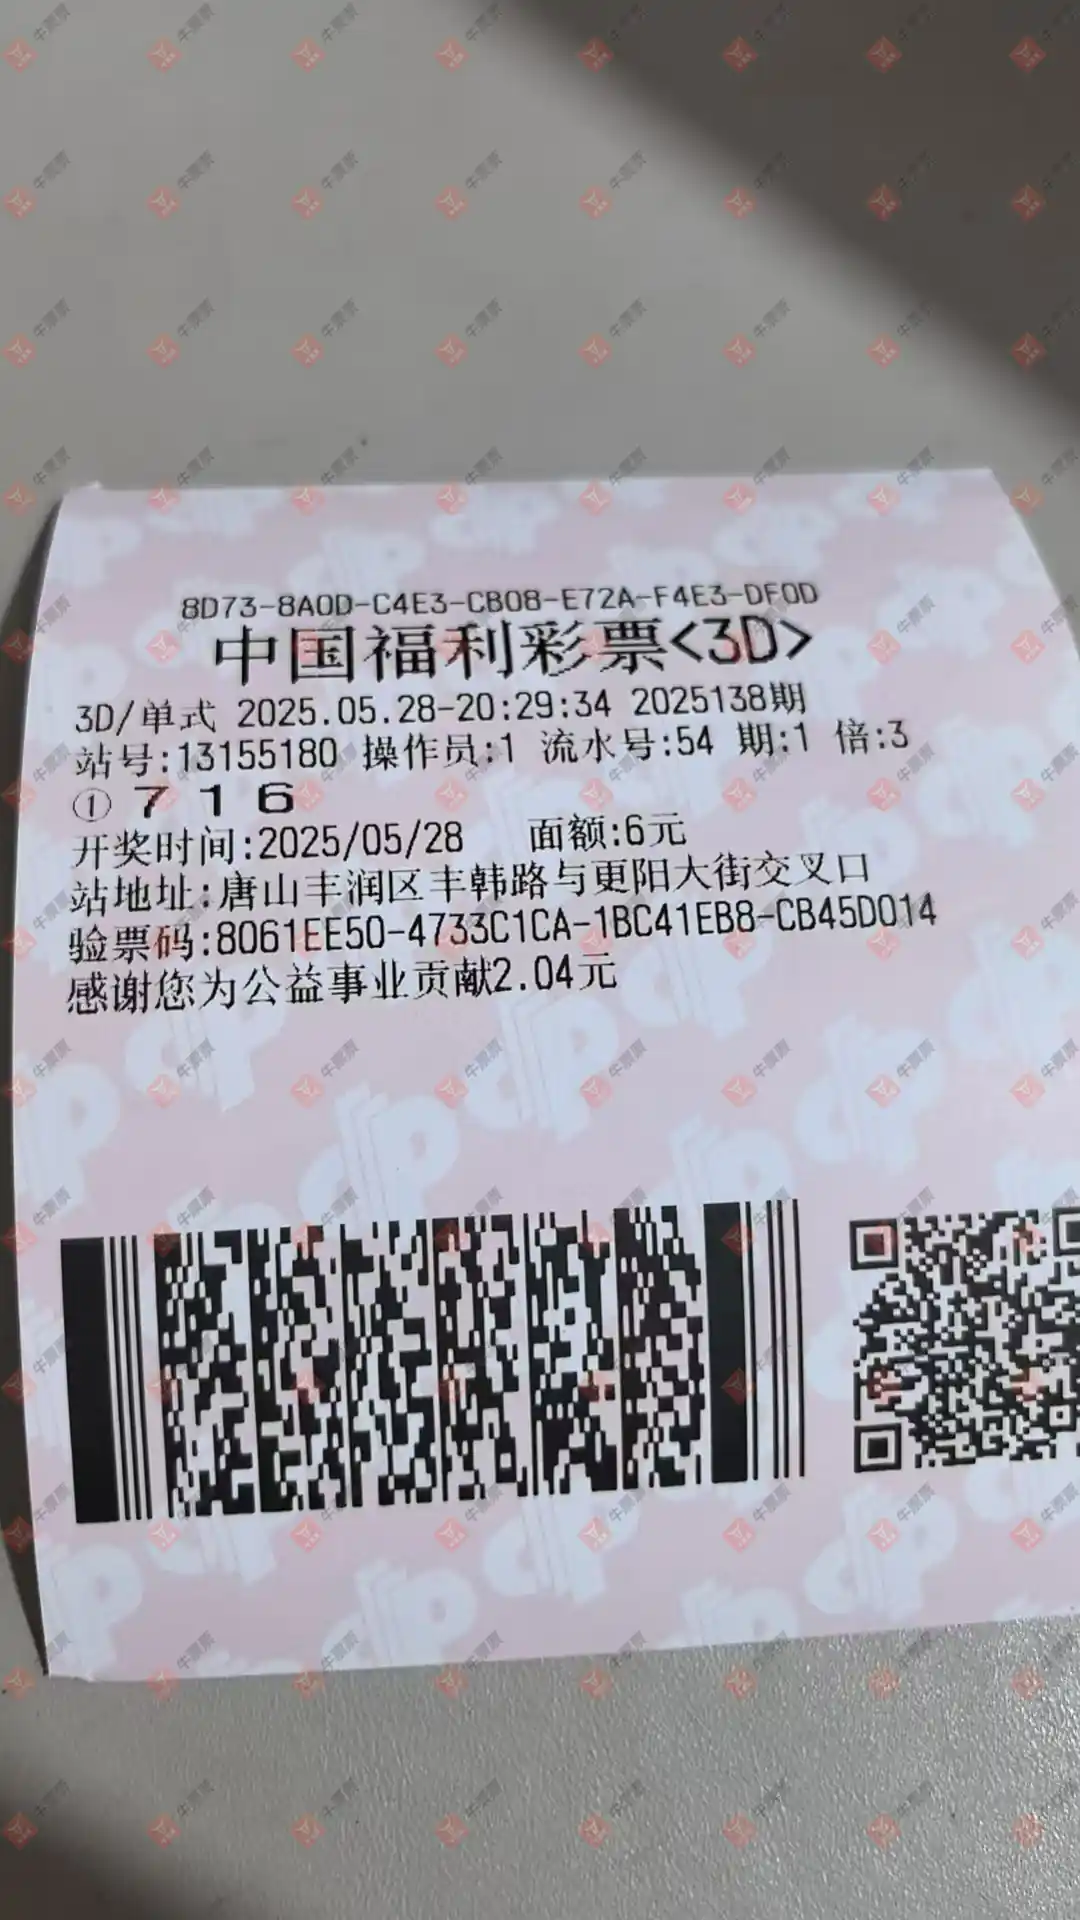 8D73-8A0D-C4E3-CB08-E72A-F4E3-DF0D
中国福利彩票<3D>
3D/单式 2025.05.28-20:29:34 2025138期
站号:13155180 操作员:1 流水号:54 期:1 倍:3
① 7 1 6
开奖时间:2025/05/28 面额:6元
站地址:唐山丰润区丰韩路与更阳大街交叉口
验票码:8061EE50-4733C1CA-1BC41EB8-CB45D014
感谢您为公益事业贡献2.04元